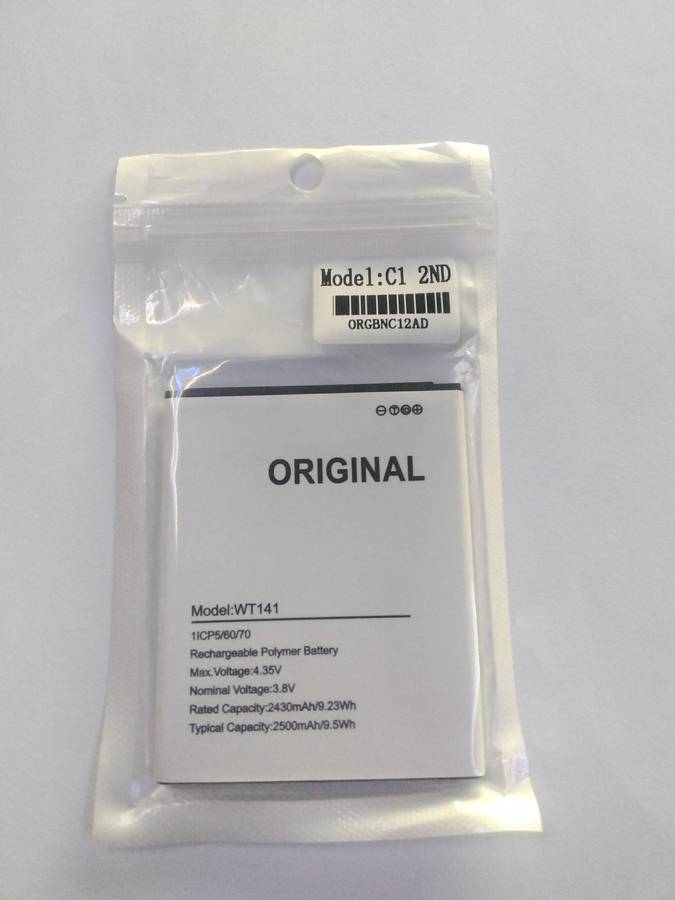 Model:C1 2ND
ORGBNC12AD
ORIGINAL
Model:WT141
1ICP5/60/70
Rechargeable Polymer Battery
Max.Voltage:4.35V
Nominal Voltage:3.8V
Rated Capacity:2430mAh/9.23Wh
Typical Capacity:2500mAh/9.5Wh